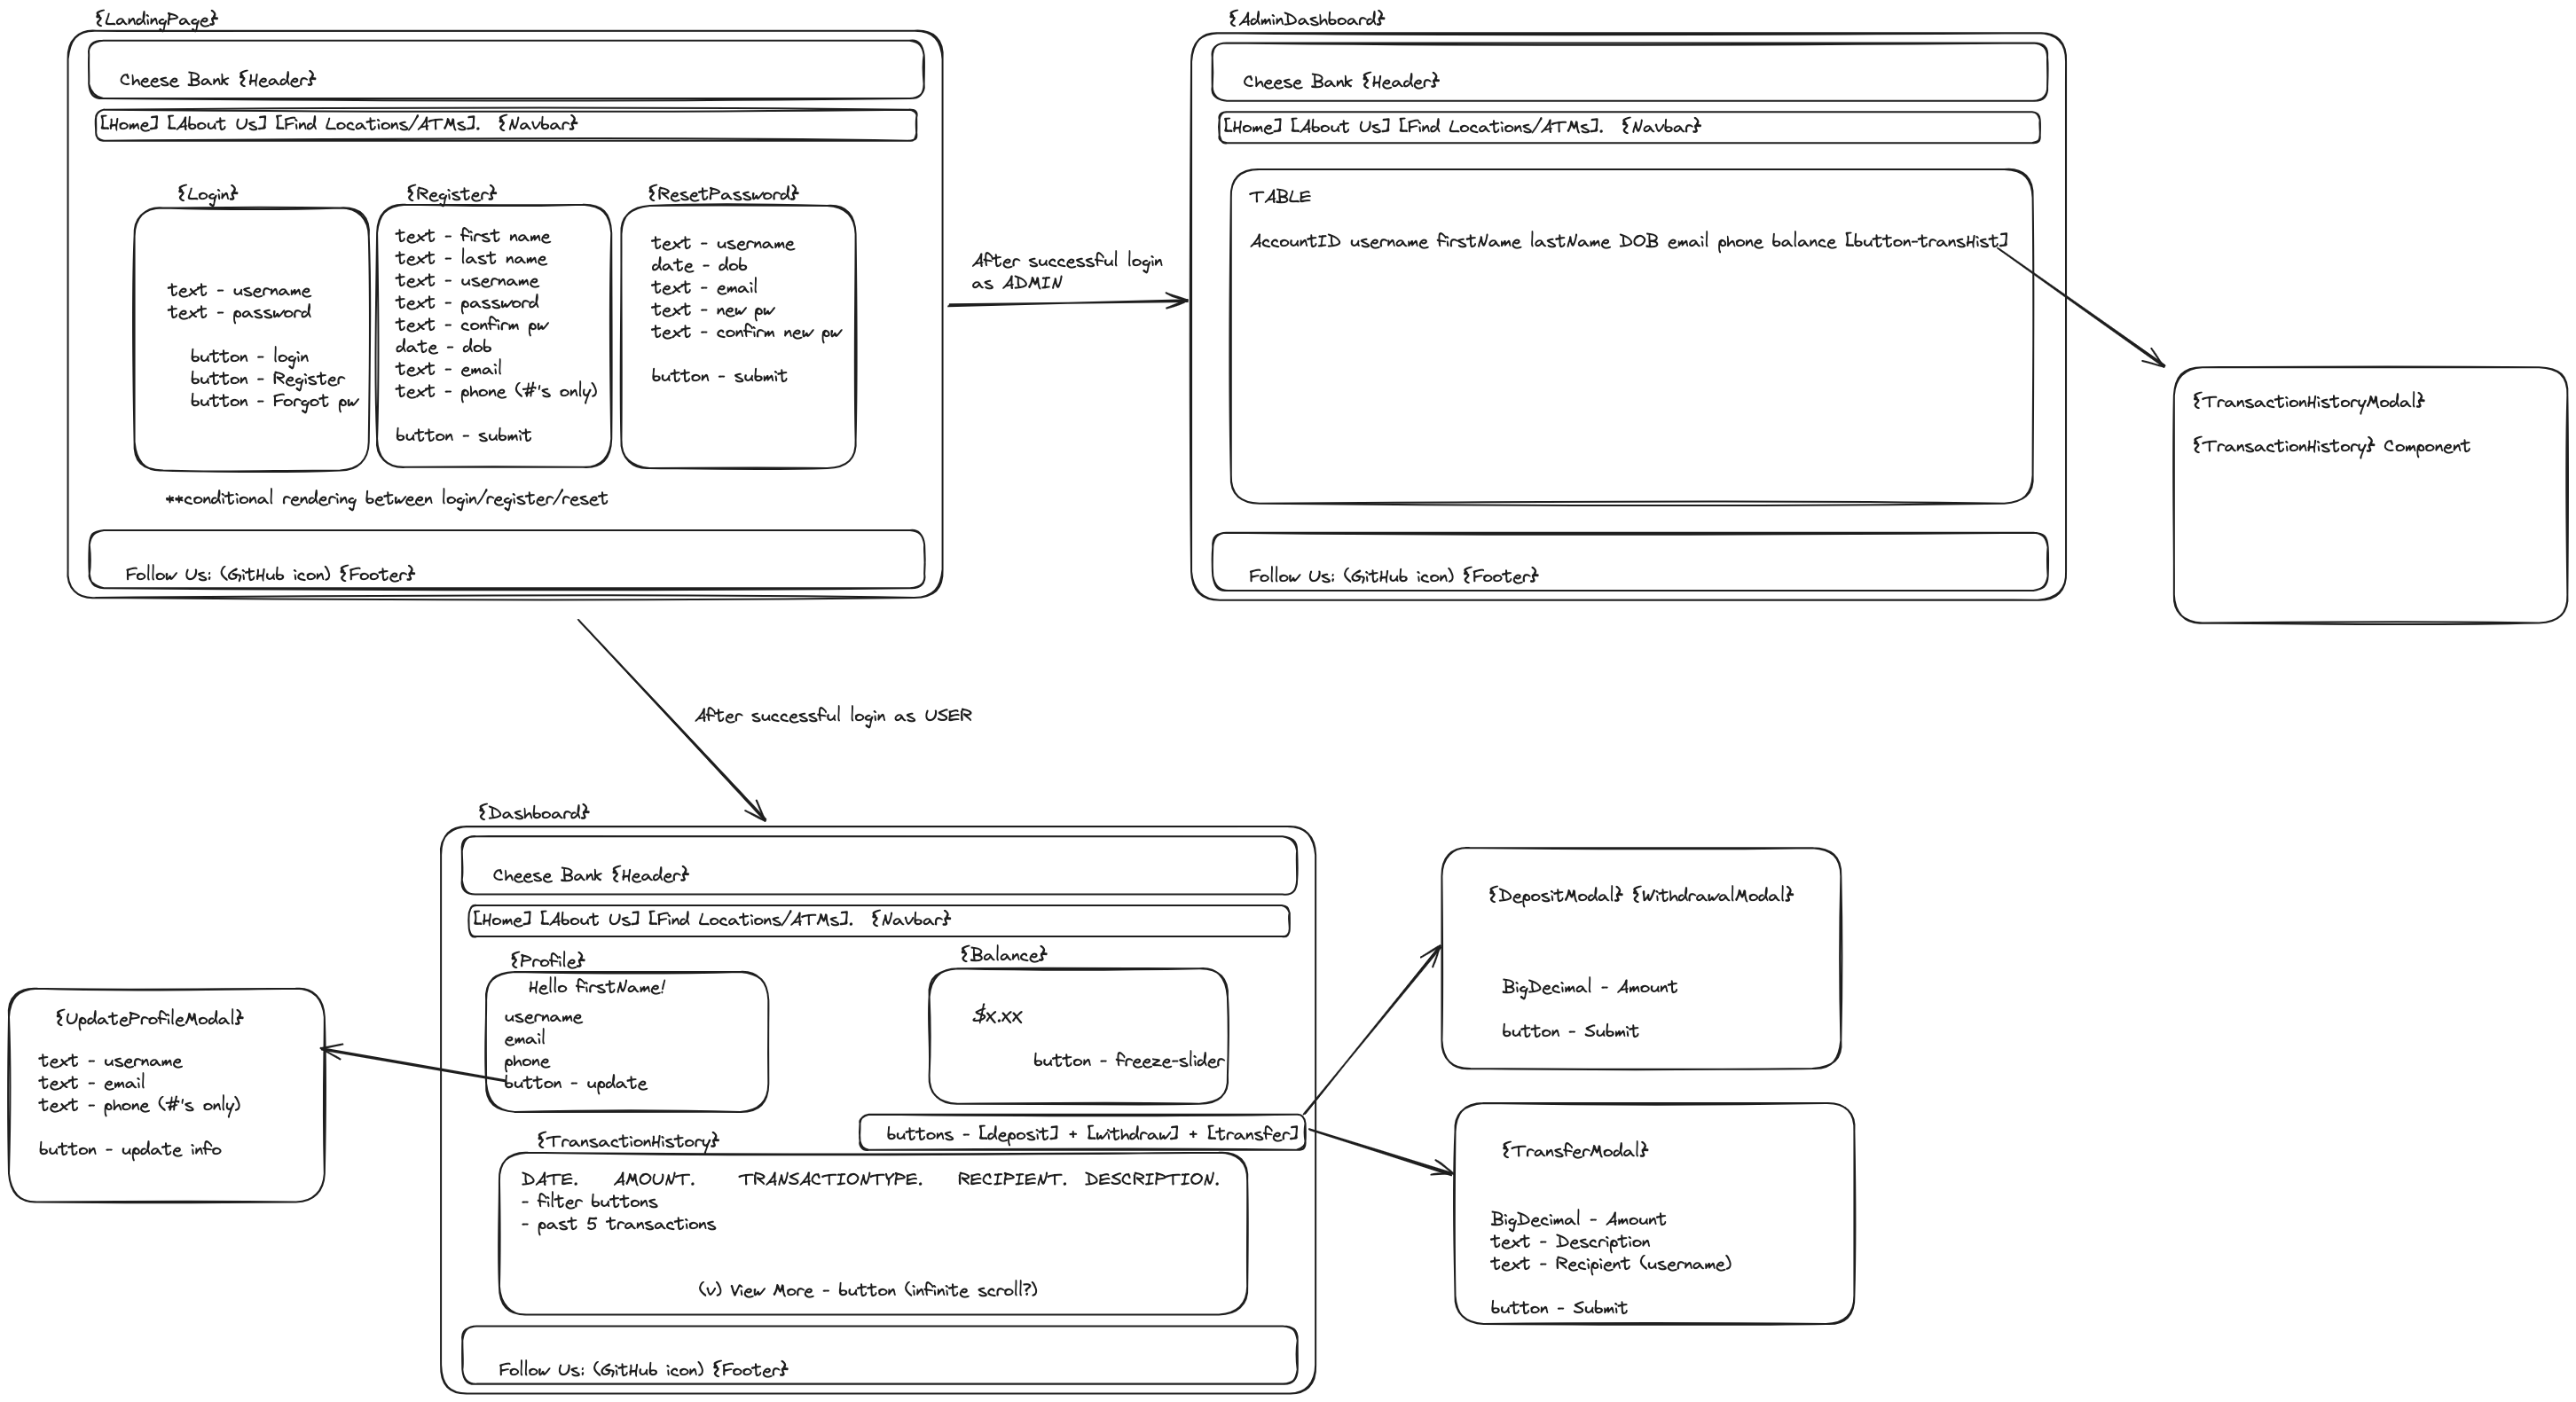 {LandingPage}
Cheese Bank {Header}
[Home] [About Us] [Find Locations/ATMs].  {Navbar}
{Login}
text - username
text - password
button - login
button - Register
button - Forgot pw
{Register}
text - first name
text - last name
text - username
text - password
text - confirm pw
date - dob
text - email
text - phone (#'s only)
button - submit
{ResetPassword}
text - username
date - dob
text - email
text - new pw
text - confirm new pw
button - submit
**conditional rendering between login/register/reset
Follow Us: (GitHub icon) {Footer}
After successful login
as ADMIN
{AdminDashboard}
Cheese Bank {Header}
[Home] [About Us] [Find Locations/ATMs].  {Navbar}
TABLE
AccountID username firstName lastName DOB email phone balance [button-transHist]
Follow Us: (GitHub icon) {Footer}
{TransactionHistoryModal}
{TransactionHistory} Component
After successful login as USER
{Dashboard}
Cheese Bank {Header}
[Home] [About Us] [Find Locations/ATMs].  {Navbar}
{Profile}
Hello firstName!
username
email
phone
button - update
{Balance}
$x.xx
button - freeze-slider
buttons - [deposit] + [withdraw] + [transfer]
{TransactionHistory}
DATE.    AMOUNT.    TRANSACTIONTYPE.    RECIPIENT.  DESCRIPTION.
- filter buttons
- past 5 transactions
(v) View More - button (infinite scroll?)
Follow Us: (GitHub icon) {Footer}
{UpdateProfileModal}
text - username
text - email
text - phone (#'s only)
button - update info
{DepositModal} {WithdrawalModal}
BigDecimal - Amount
button - Submit
{TransferModal}
BigDecimal - Amount
text - Description
text - Recipient (username)
button - Submit